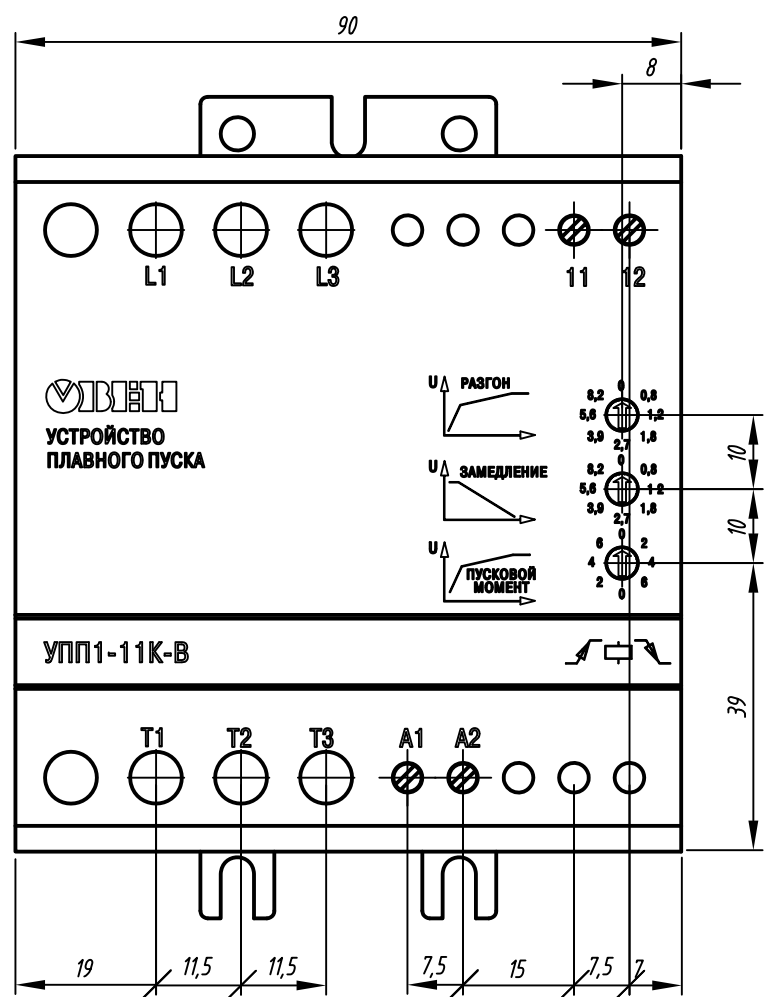 90
8
L1 L2 L3 11 12
ОВЕН
УСТРОЙСТВО
ПЛАВНОГО ПУСКА
U РАЗГОН
0
8,2 0,8
5,6 1,2
3,9 1,8
2,7
10
U ЗАМЕДЛЕНИЕ
0
8,2 0,8
5,6 1,2
3,9 1,8
2,7
10
U ПУСКОВОЙ
МОМЕНТ
0
6 2
4 4
2 6
0
УПП1-11К-В
39
T1 T2 T3 A1 A2
19 11,5 11,5 7,5 15 7,5 7